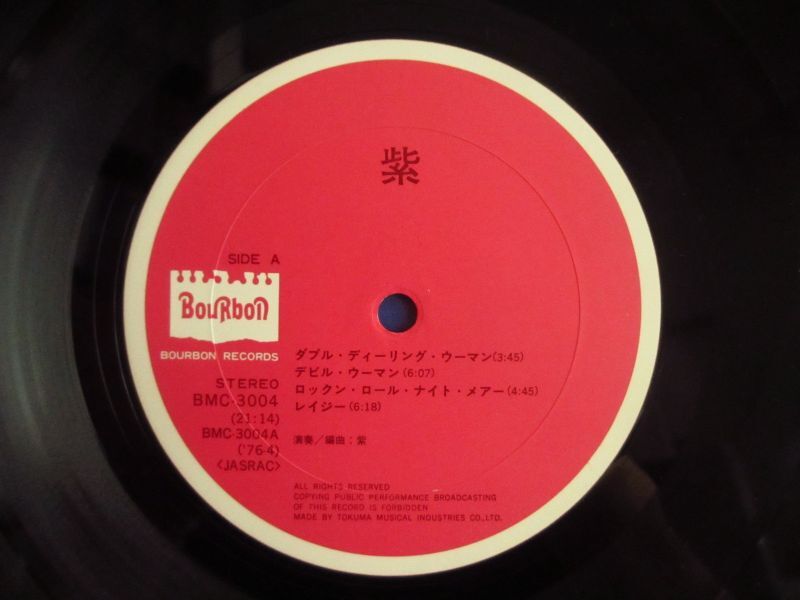 紫
SIDE A
BOURBON
BOURBON RECORDS
STEREO
BMC-3004
(21:14)
BMC-3004A
('76·4)
<JASRAC>
ダブル・ディーリング・ウーマン(3:45)
デビル・ウーマン(6:07)
ロックン・ロール・ナイト・メアー(4:45)
レイジー(6:18)
演奏/編曲:紫
ALL RIGHTS RESERVED
COPYING PUBLIC PERFORMANCE BROADCASTING
OF THIS RECORD IS FORBIDDEN
MADE BY TOKUMA MUSICAL INDUSTRIES CO.,LTD.